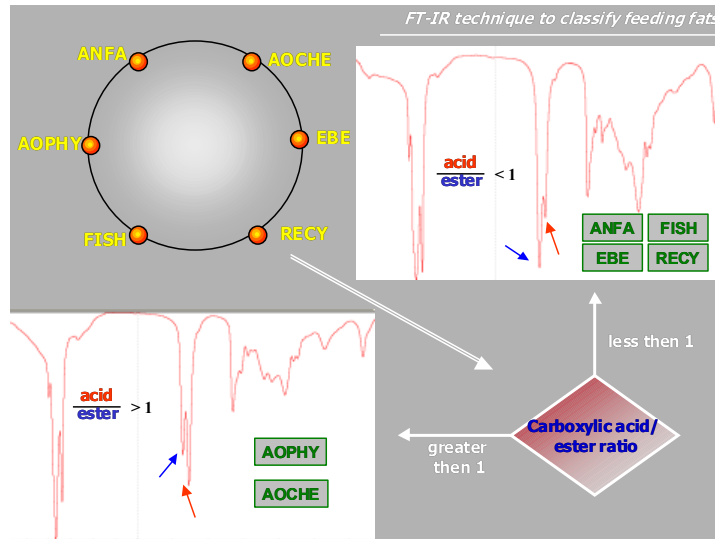 FT-IR technique to classify feeding fats
ANFA
AOCHE
AOPHY
EBE
FISH
RECY
acid
ester < 1
ANFA FISH
EBE RECY
less then 1
acid
ester > 1
AOPHY
AOCHE
greater
then 1
Carboxylic acid/
ester ratio